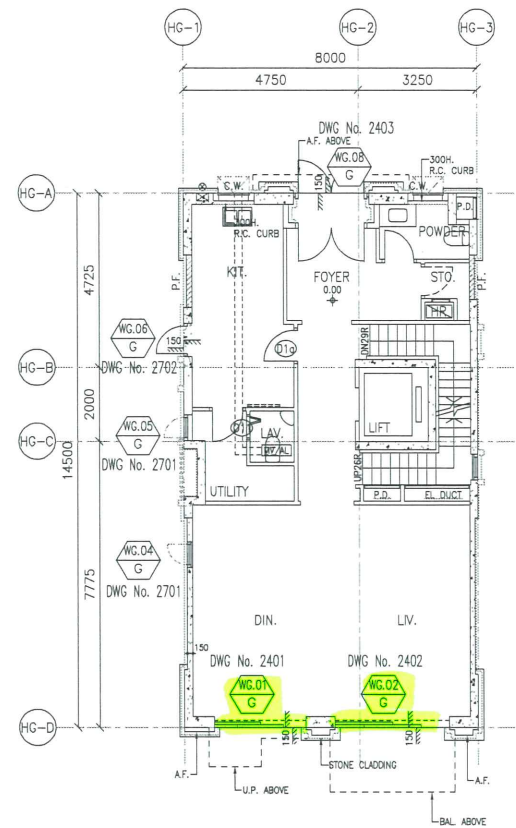 HG-1
HG-2
HG-3
8000
4750
3250
DWG No. 2403
A.F. ABOVE
WG.08
G
150
300H.
R.C. CURB
HG-A
C.W.
C.W.
P.D.
300H.
R.C. CURB
POWDER
KIT.
FOYER
0.00
STO.
HR
P.F.
P.F.
4725
WG.06
G
150
DWG No. 2702
D1a
DN29R
HG-B
2000
WG.05
G
DWG No. 2701
HG-C
LAV.
LIFT
UP26R
14500
UTILITY
P.D.
EL. DUCT
WG.04
G
DWG No. 2701
7775
DIN.
LIV.
150
DWG No. 2401
DWG No. 2402
WG.01
G
WG.02
G
HG-D
150
150
STONE CLADDING
A.F.
A.F.
U.P. ABOVE
BAL. ABOVE